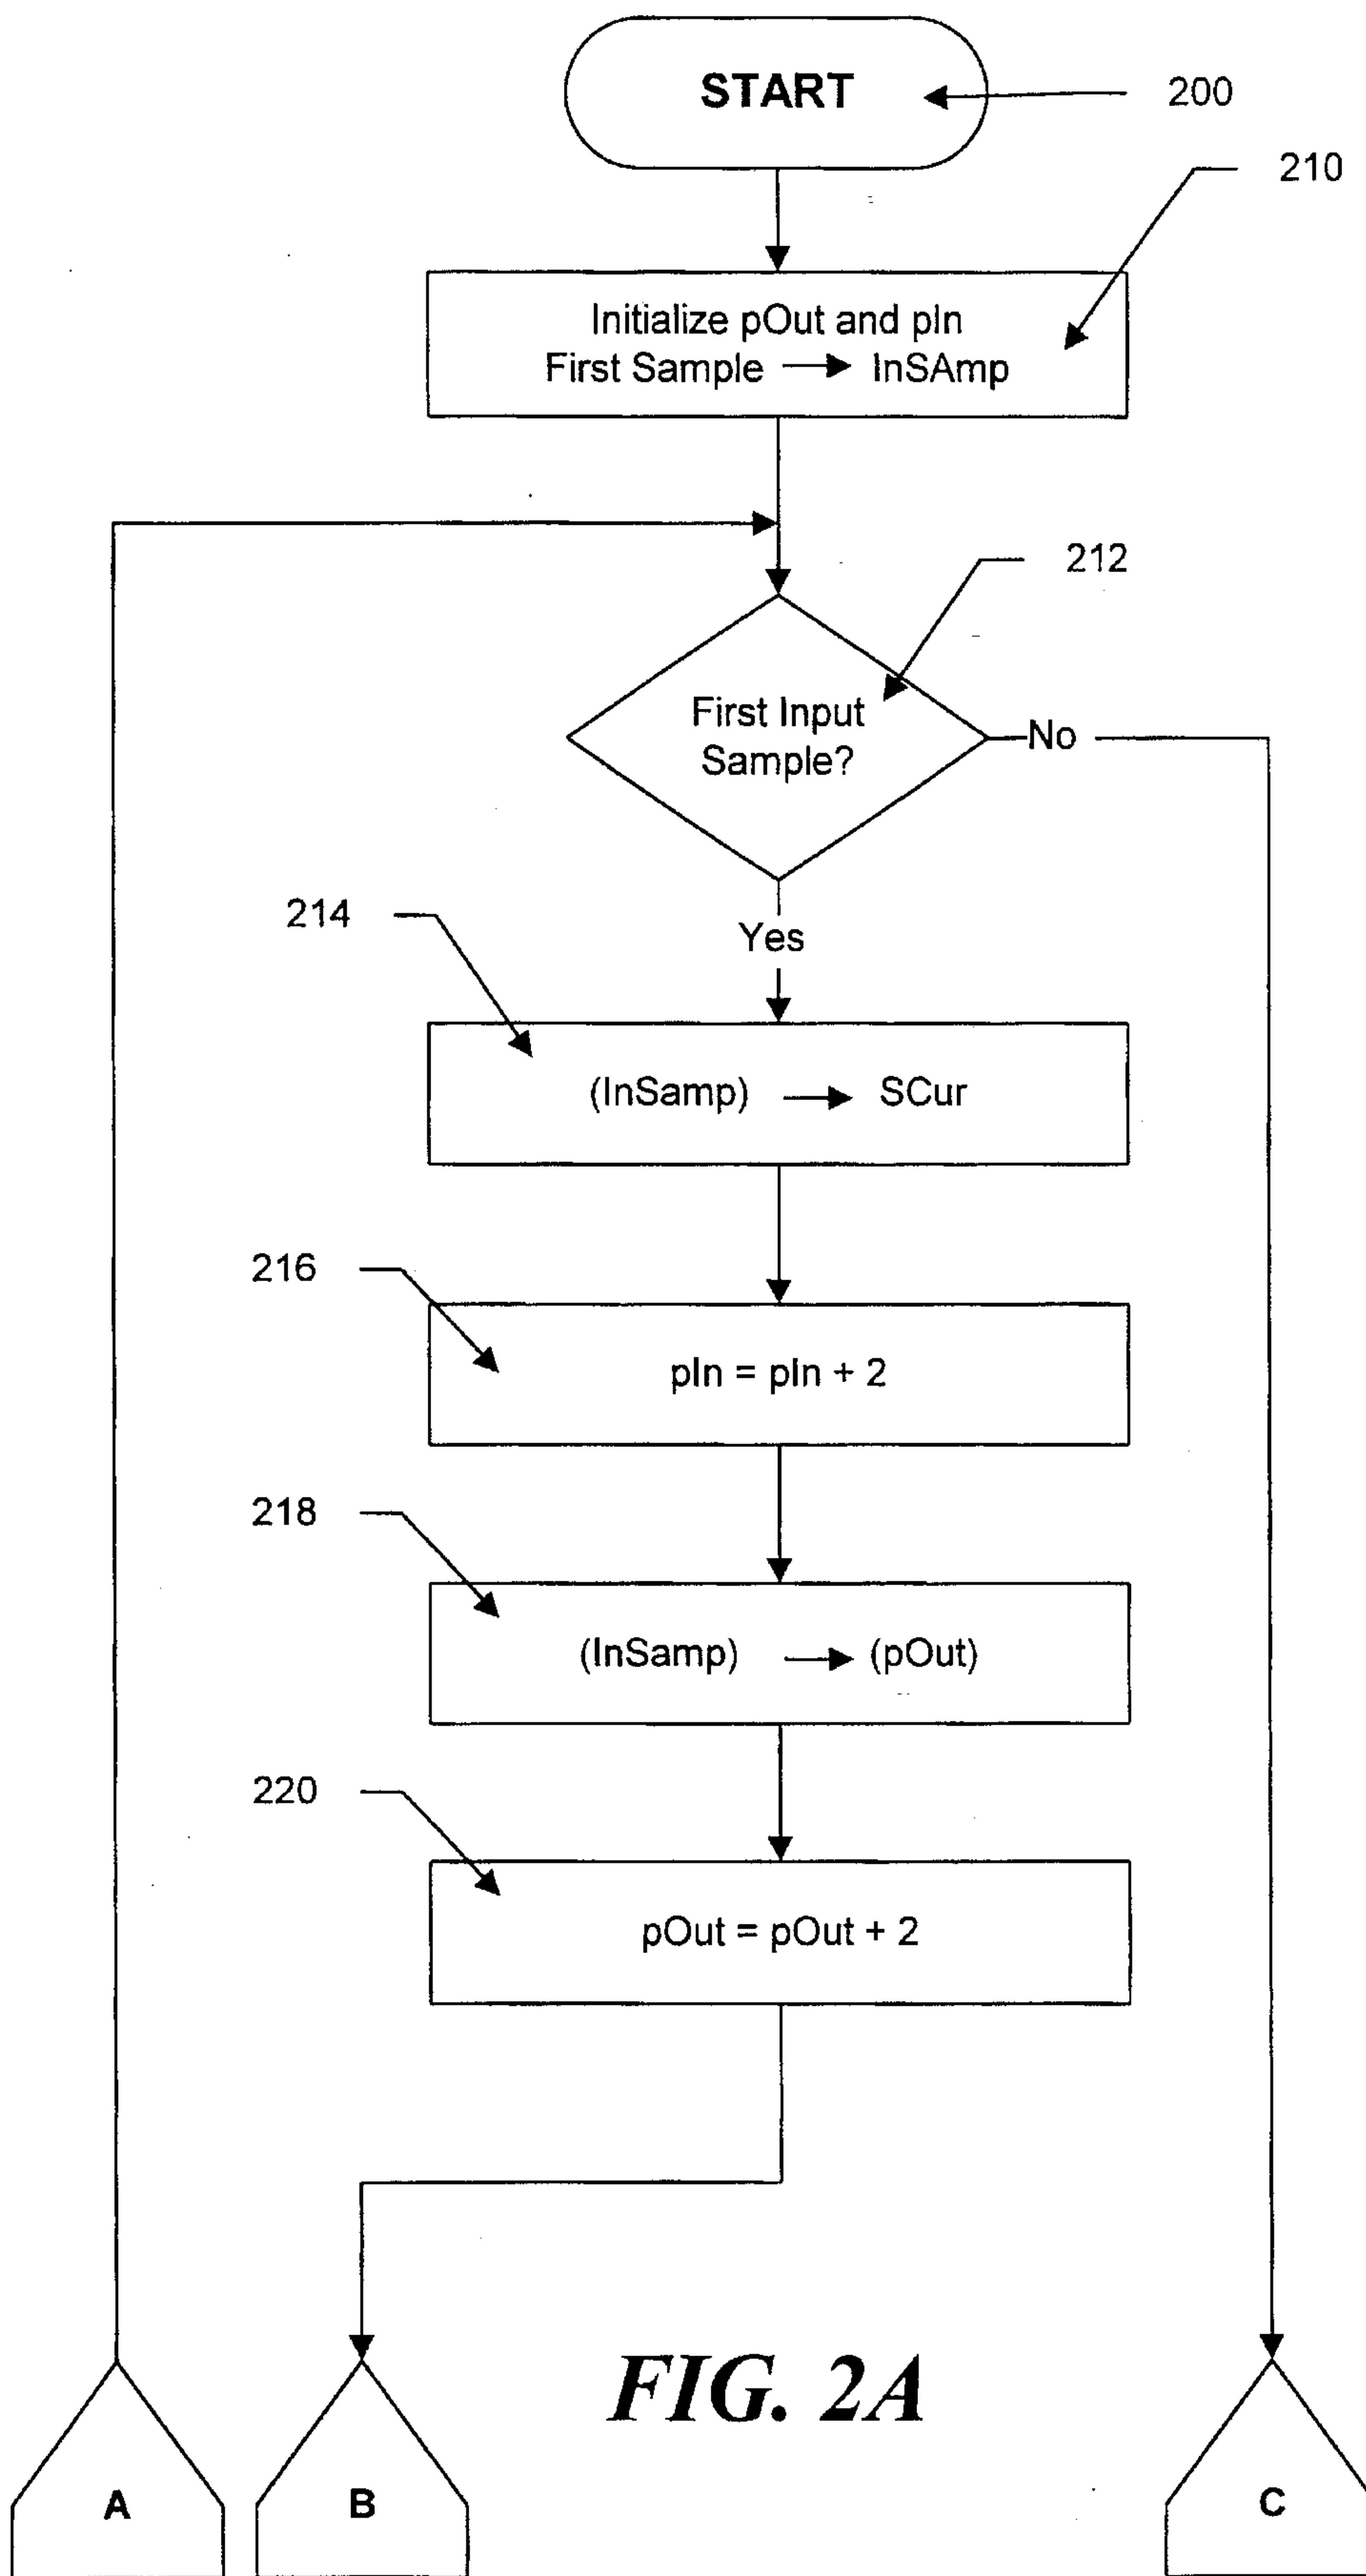 START
200
210
Initialize pOut and pIn
First Sample → InSAmp
212
First Input
Sample?
No
214
Yes
(InSamp) → SCur
216
pIn = pIn + 2
218
(InSamp) → (pOut)
220
pOut = pOut + 2
FIG. 2A
A
B
C